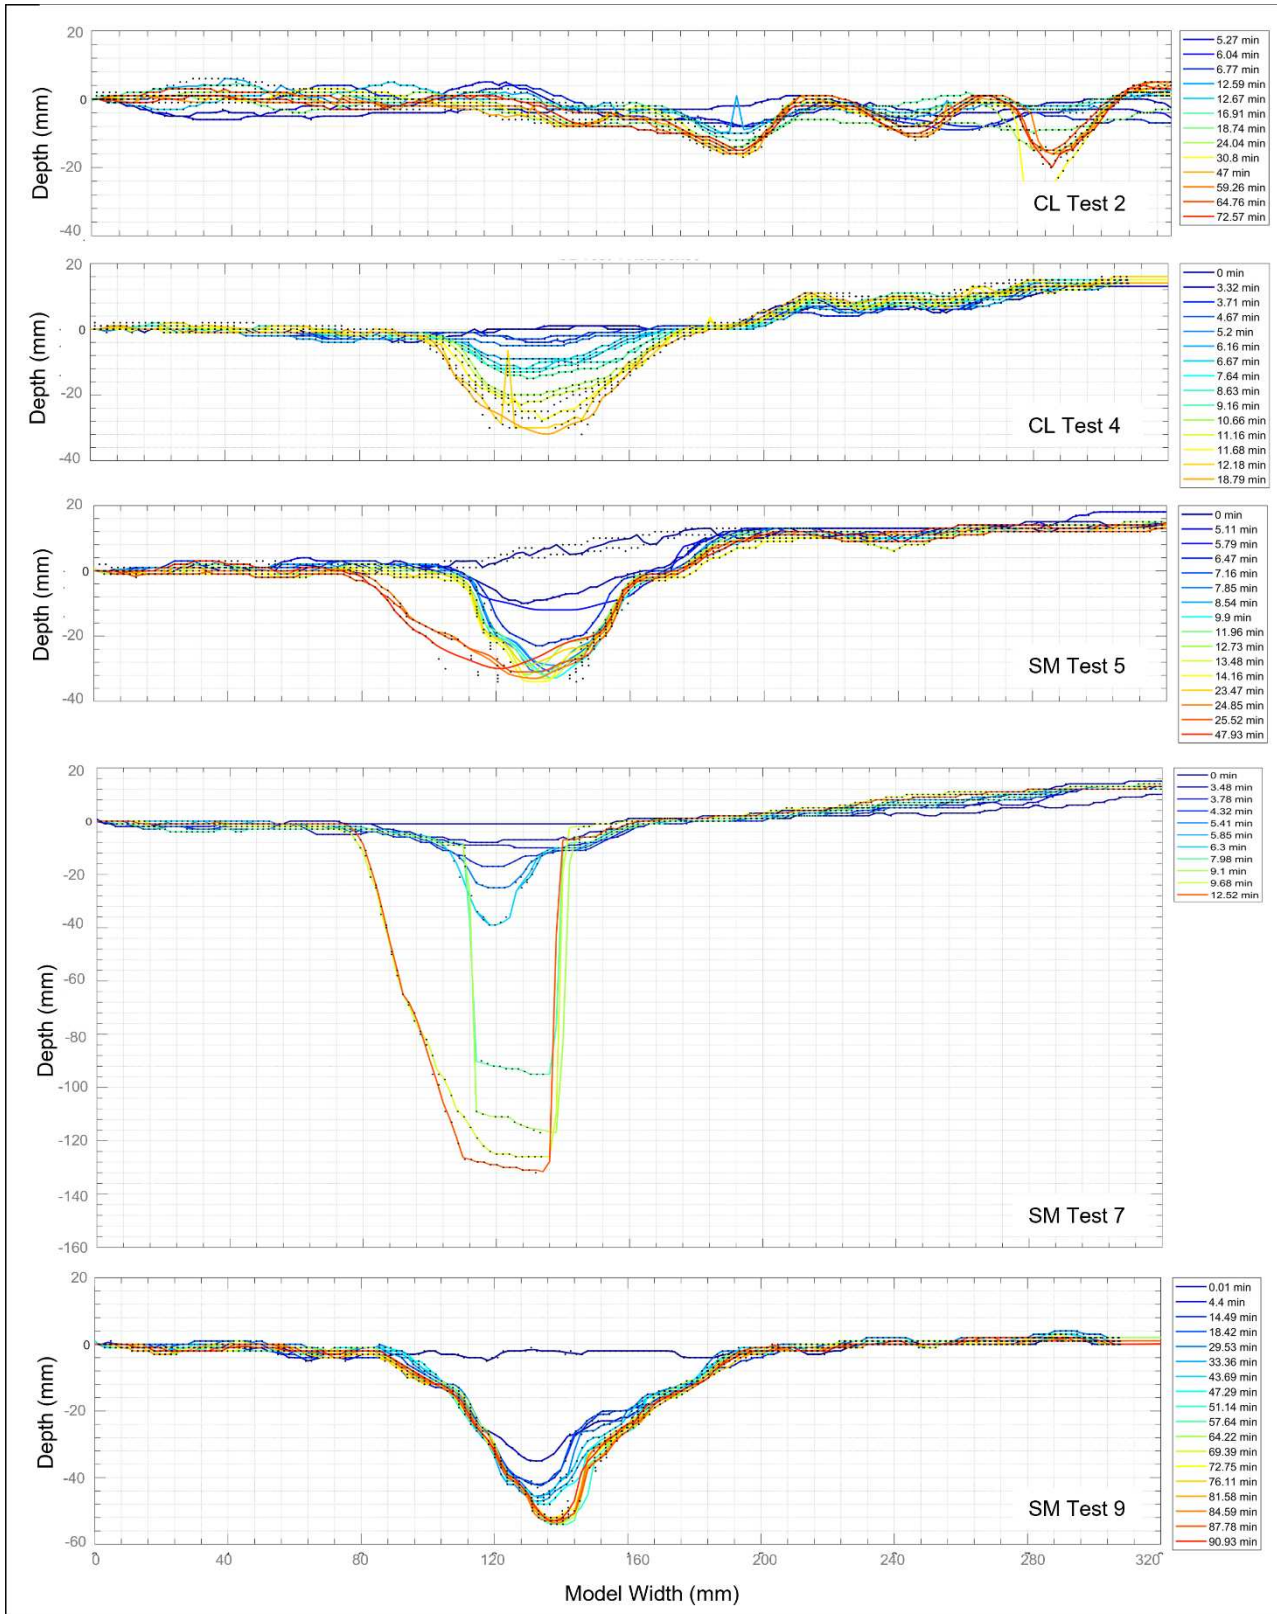 20
0
-20
-40
Depth (mm)
CL Test 2
5.27 min
6.04 min
6.77 min
12.59 min
12.67 min
16.91 min
18.74 min
24.04 min
30.8 min
47 min
59.26 min
64.76 min
72.57 min
20
0
-20
-40
Depth (mm)
CL Test 4
0 min
3.32 min
3.71 min
4.67 min
5.2 min
6.16 min
6.67 min
7.64 min
8.63 min
9.16 min
10.66 min
11.16 min
11.68 min
12.18 min
18.79 min
20
0
-20
-40
Depth (mm)
SM Test 5
0 min
5.11 min
5.79 min
6.47 min
7.16 min
7.85 min
8.54 min
9.9 min
11.96 min
12.73 min
13.48 min
14.16 min
23.47 min
24.85 min
25.52 min
47.93 min
20
0
-20
-40
-60
-80
-100
-120
-140
-160
Depth (mm)
SM Test 7
0 min
3.48 min
3.78 min
4.32 min
5.41 min
5.85 min
6.3 min
7.98 min
9.1 min
9.68 min
12.52 min
20
0
-20
-40
-60
Depth (mm)
SM Test 9
0.01 min
4.4 min
14.49 min
18.42 min
29.53 min
33.36 min
43.69 min
47.29 min
51.14 min
57.64 min
64.22 min
69.39 min
72.75 min
76.11 min
81.58 min
84.59 min
87.78 min
90.93 min
0 40 80 120 160 200 240 280 320
Model Width (mm)